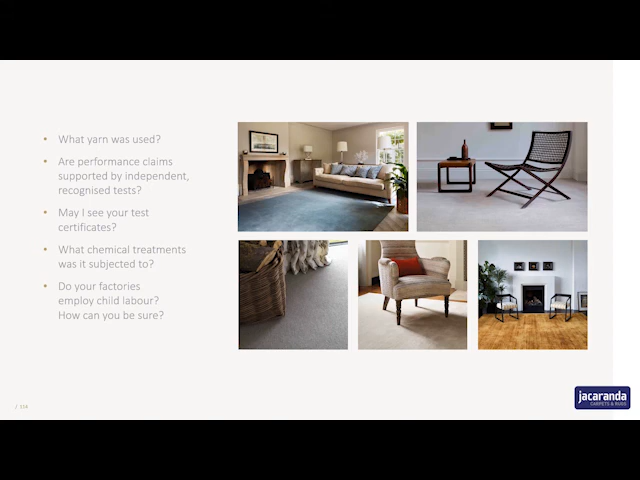 • What yarn was used?
• Are performance claims
supported by independent,
recognised tests?
• May I see your test
certificates?
• What chemical treatments
was it subjected to?
• Do your factories
employ child labour?
How can you be sure?
/ 114
jacaranda
CARPETS & RUGS